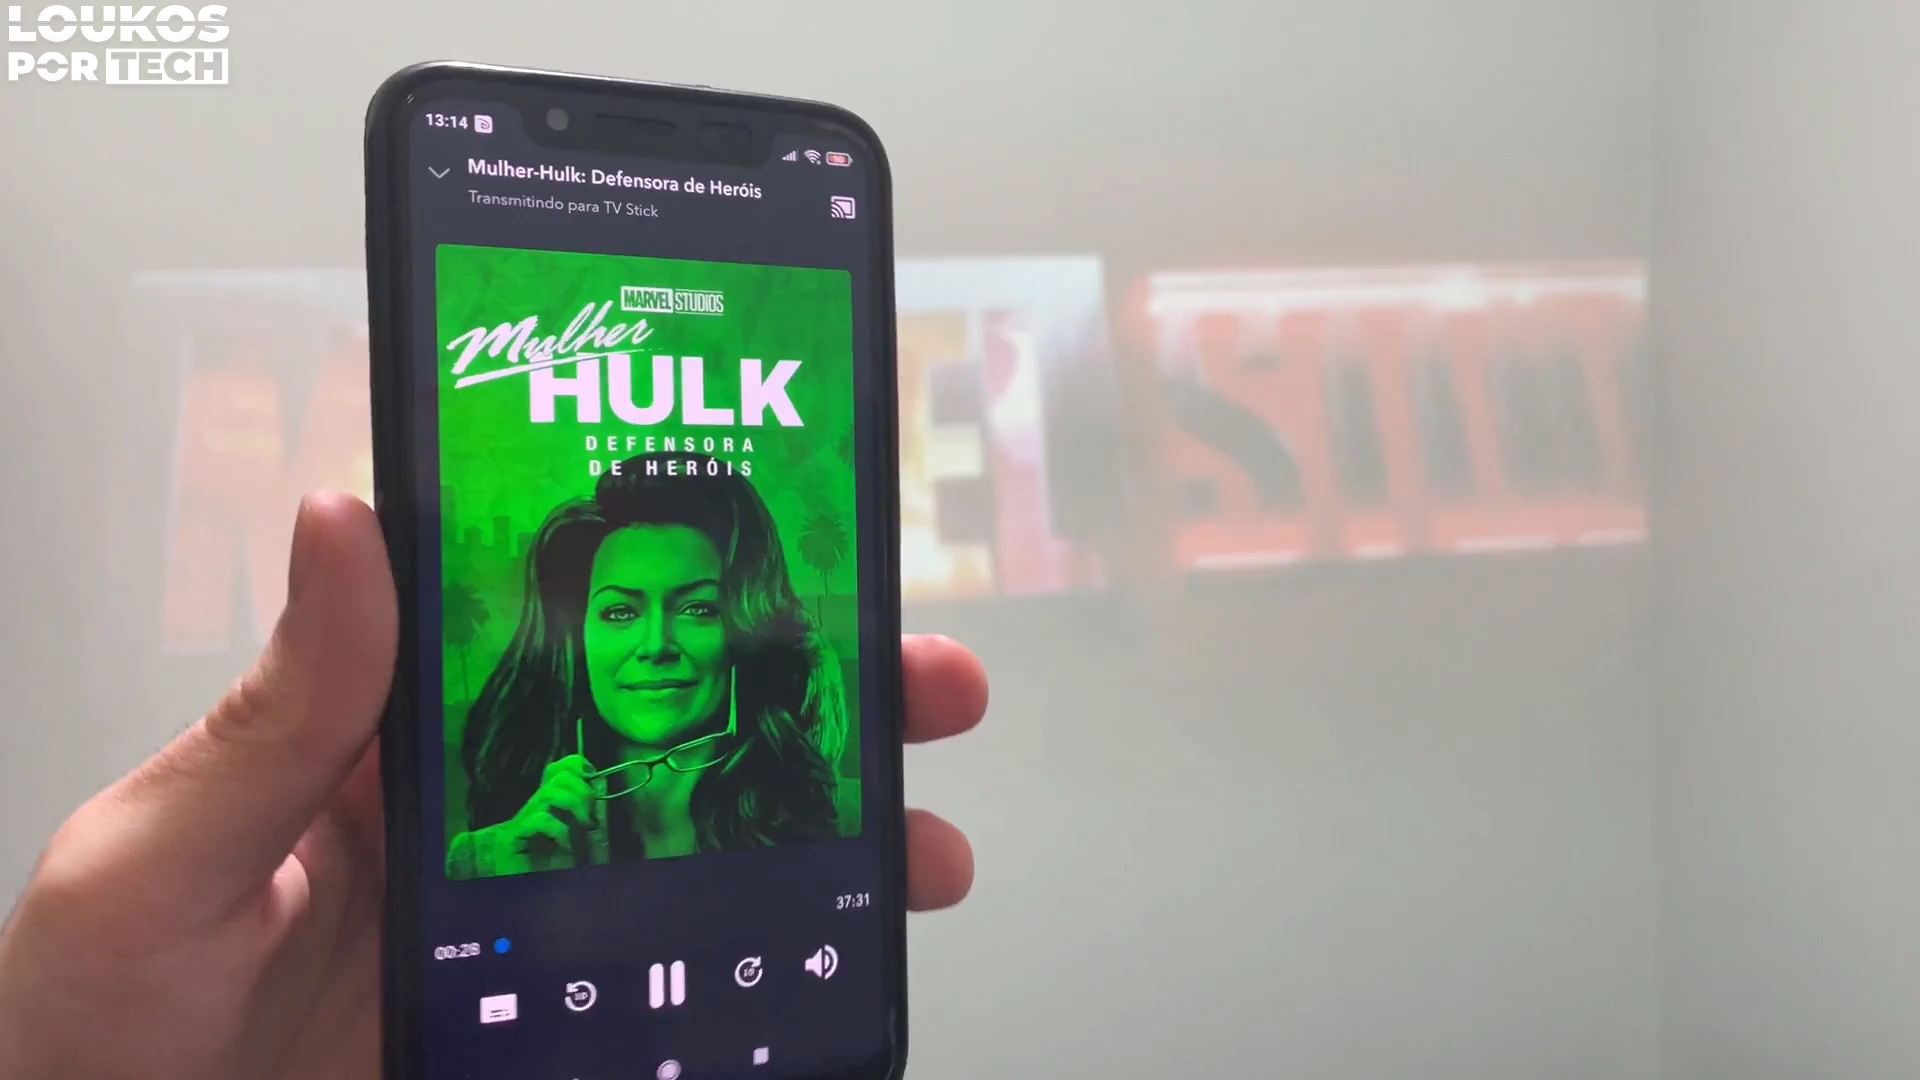 LOUKOS
POR TECH
13:14
Mulher-Hulk: Defensora de Heróis
Transmitindo para TV Stick
MARVEL STUDIOS
Mulher
HULK
DEFENSORA
DE HERÓIS
37:31
00:28
10